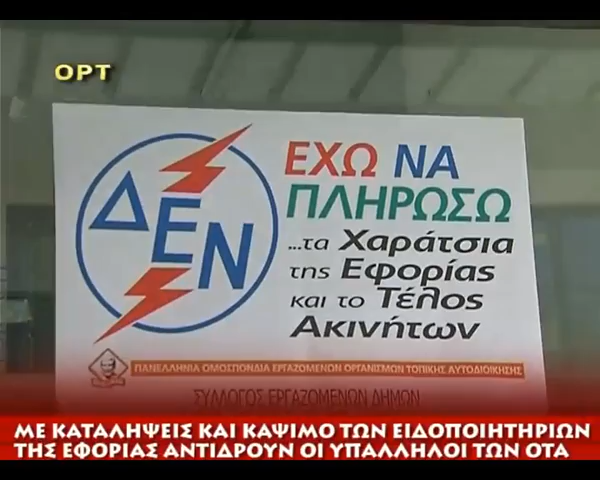 ΟΡΤ
ΔΕΝ
ΕΧΩ ΝΑ
ΠΛΗΡΩΣΩ
...τα Χαράτσια
της Εφορίας
και το Τέλος
Ακινήτων
ΠΑΝΕΛΛΗΝΙΑ ΟΜΟΣΠΟΝΔΙΑ ΕΡΓΑΖΟΜΕΝΩΝ ΟΡΓΑΝΙΣΜΩΝ ΤΟΠΙΚΗΣ ΑΥΤΟΔΙΟΙΚΗΣΗΣ
ΣΥΛΛΟΓΟΣ ΕΡΓΑΖΟΜΕΝΩΝ ΔΗΜΩΝ
ΜΕ ΚΑΤΑΛΗΨΕΙΣ ΚΑΙ ΚΑΨΙΜΟ ΤΩΝ ΕΙΔΟΠΟΙΗΤΗΡΙΩΝ
ΤΗΣ ΕΦΟΡΙΑΣ ΑΝΤΙΔΡΟΥΝ ΟΙ ΥΠΑΛΛΗΛΟΙ ΤΩΝ ΟΤΑ